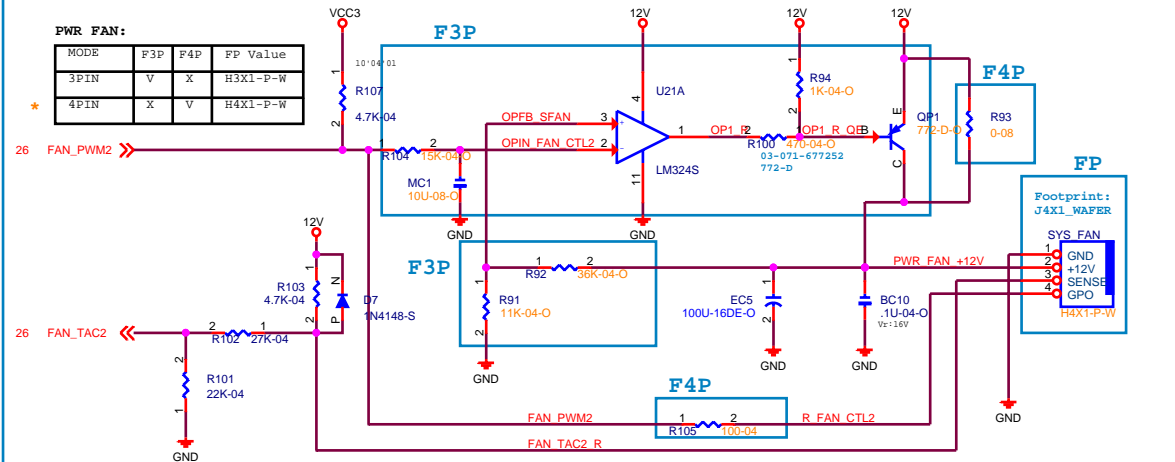 PWR FAN:
MODE F3P F4P FP Value
3PIN V X H3X1-P-W
* 4PIN X V H4X1-P-W
VCC3
10'04'01
1
R107
4.7K-04
2
F3P
12V
12V
12V
4
U21A
1
R94
1K-04-O
2
F4P
R93
0-08
OPFB_SFAN 3
+
OPIN_FAN_CTL2 2
-
1 OP1_R 2
R100 470-04-O
OP1_R_QE B
E
QP1
772-D-O
C
03-071-677252
772-D
LM324S
11
GND
26 FAN_PWM2
R104 15K-04-O
MC1
10U-08-O
GND
FP
Footprint:
J4X1_WAFER
SYS_FAN
1 GND
2 +12V
3 SENSE
4 GPO
H4X1-P-W
12V
1
R103
4.7K-04
2
N
D7
1N4148-S
P
F3P
1 2
R92 36K-04-O
1
R91
11K-04-O
2
GND
PWR_FAN_+12V
1
EC5
100U-16DE-O
2
GND
BC10
.1U-04-O
Vr:16V
GND
GND
26 FAN_TAC2
2 1
R102 27K-04
2
R101
22K-04
1
GND
F4P
FAN_PWM2
1 2
R105 100-04
R_FAN_CTL2
FAN_TAC2_R